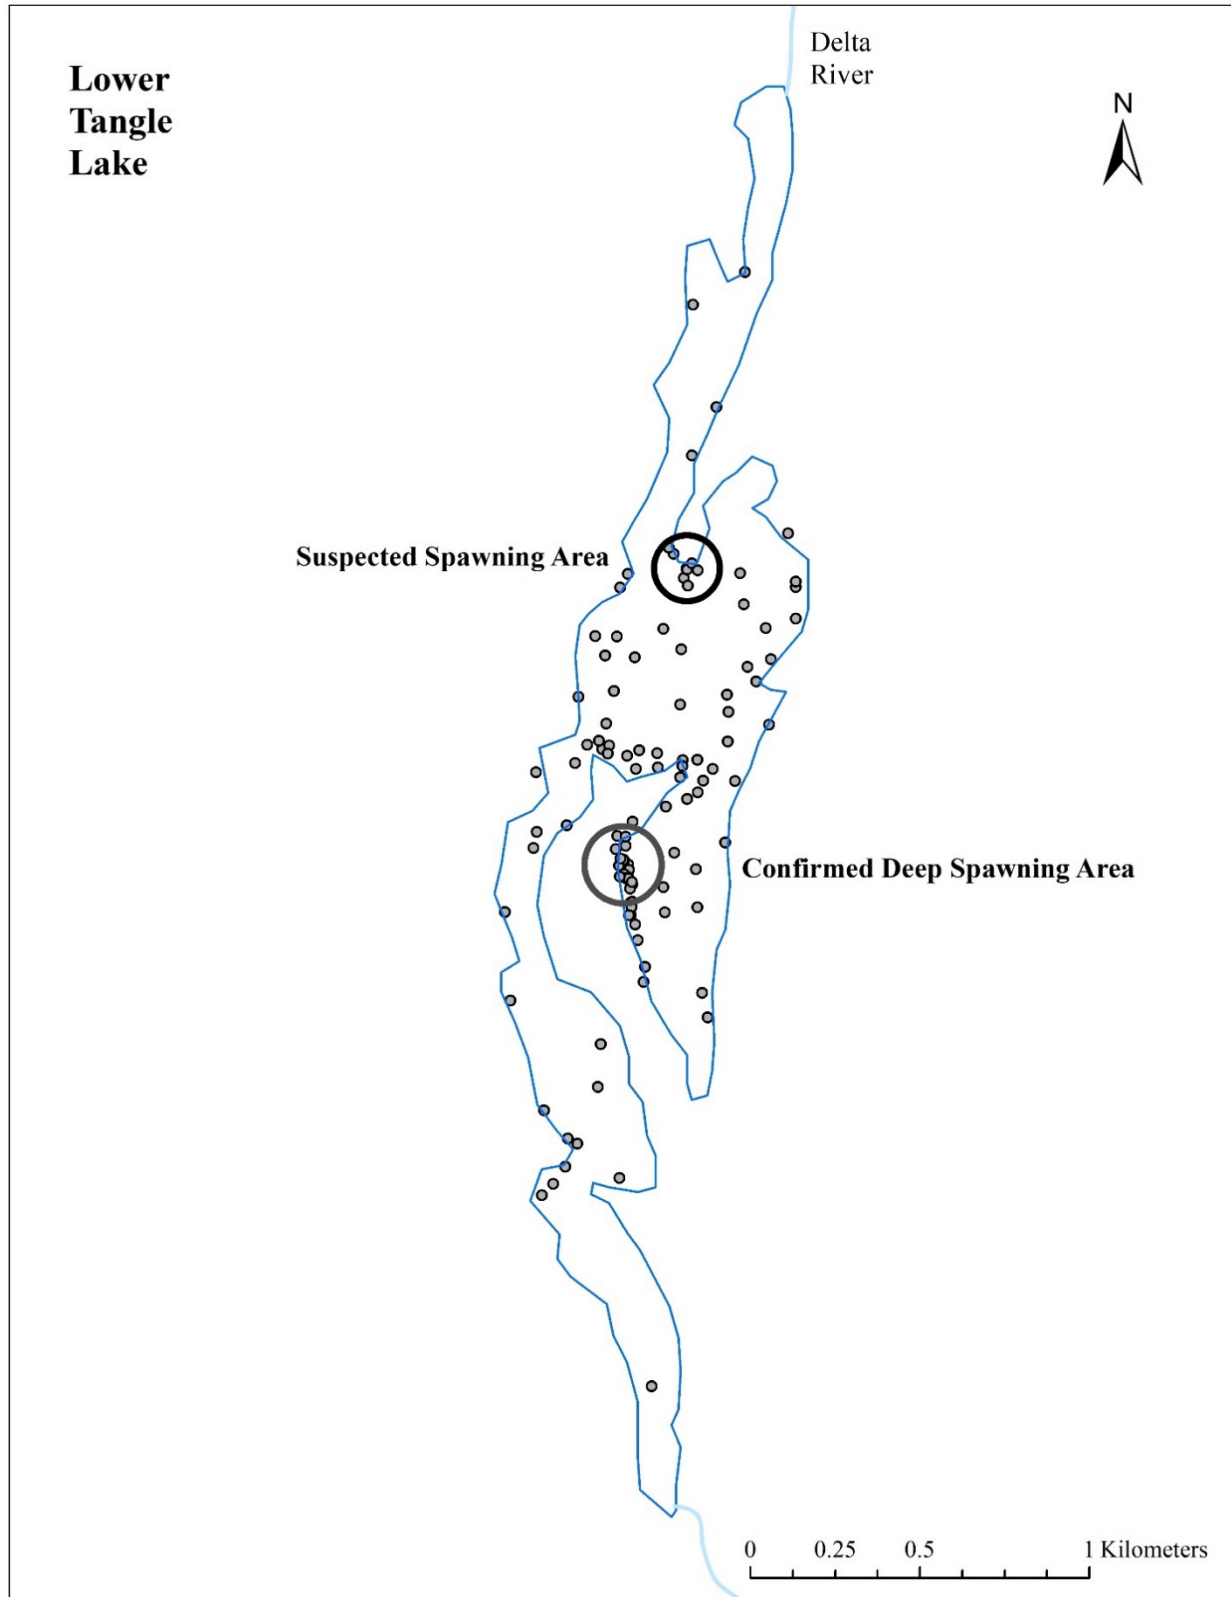 Delta
River
Lower
Tangle
Lake
N
Suspected Spawning Area
Confirmed Deep Spawning Area
0 0.25 0.5 1 Kilometers